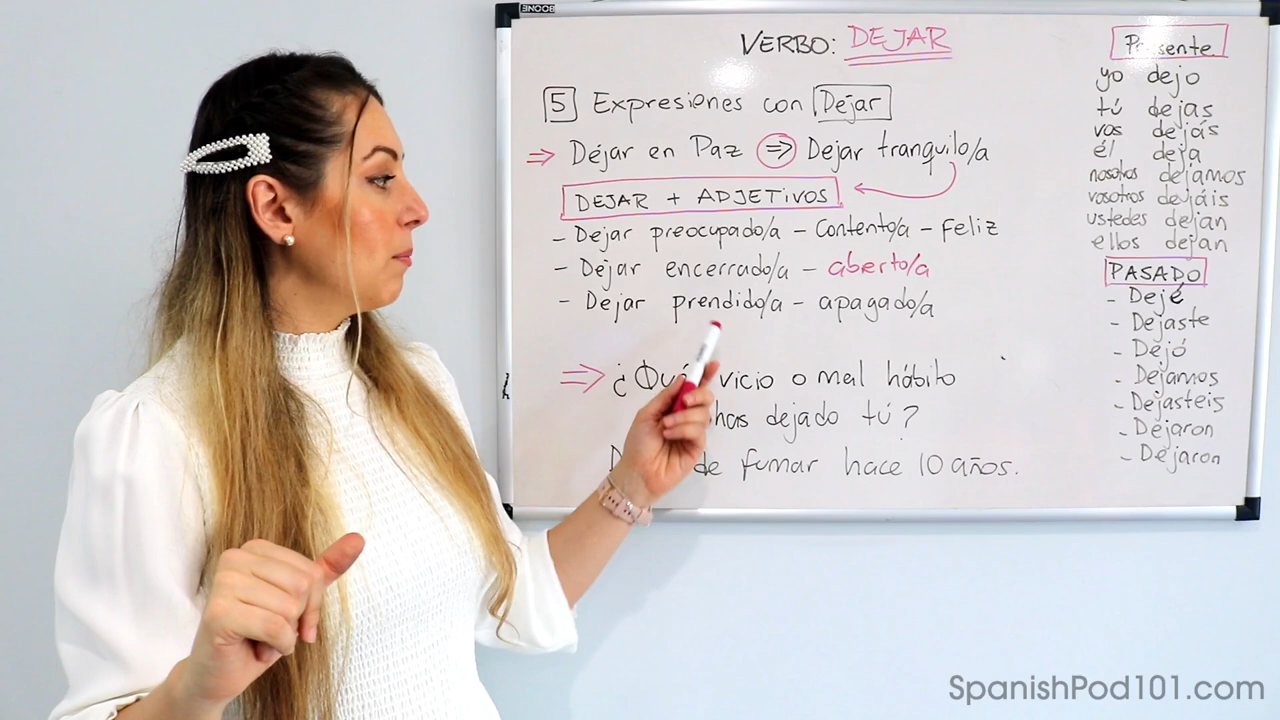 BOONE
VERBO: DEJAR
5 Expresiones con Dejar
⇒ Dejar en Paz ⇒ Dejar tranquilo/a
DEJAR + ADJETIVOS
- Dejar preocupado/a - Contento/a - Feliz
- Dejar encerrado/a - aberto/a
- Dejar prendido/a - apagado/a
⇒ ¿Qué vicio o mal hábito
has dejado tú?
de fumar hace 10 años.
Presente
yo dejo
tú dejas
vos dejás
él deja
nosotros dejamos
vosotros dejáis
ustedes dejan
ellos dejan
PASADO
- Dejé
- Dejaste
- Dejó
- Dejamos
- Dejasteis
- Dejaron
- Dejaron
SpanishPod101.com